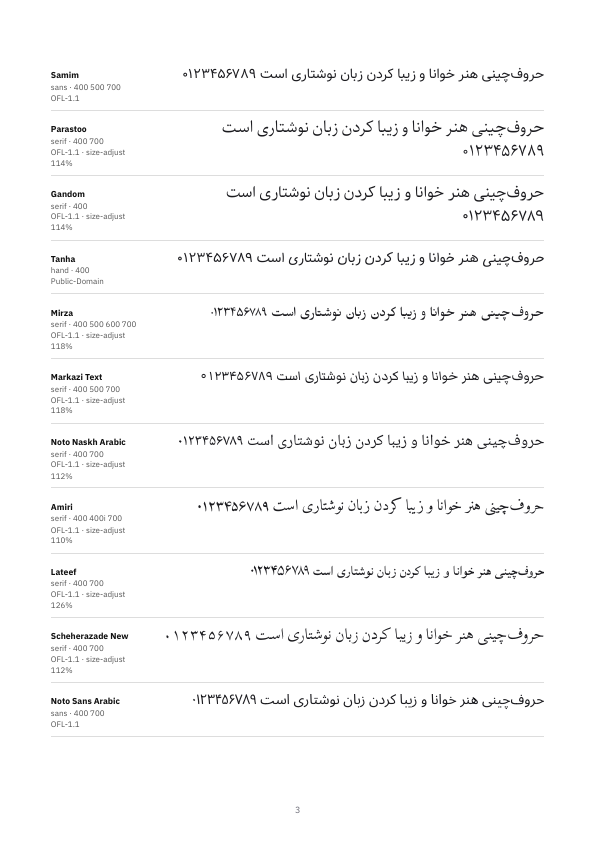 Samim
sans · 400 500 700
OFL-1.1
حروف‌چینی هنر خوانا و زیبا کردن زبان نوشتاری است ۰۱۲۳۴۵۶۷۸۹
Parastoo
serif · 400 700
OFL-1.1 · size-adjust
114%
حروف‌چینی هنر خوانا و زیبا کردن زبان نوشتاری است
۰۱۲۳۴۵۶۷۸۹
Gandom
serif · 400
OFL-1.1 · size-adjust
114%
حروف‌چینی هنر خوانا و زیبا کردن زبان نوشتاری است
۰۱۲۳۴۵۶۷۸۹
Tanha
hand · 400
Public-Domain
حروف‌چینی هنر خوانا و زیبا کردن زبان نوشتاری است ۰۱۲۳۴۵۶۷۸۹
Mirza
serif · 400 500 600 700
OFL-1.1 · size-adjust
118%
حروف‌چینی هنر خوانا و زیبا کردن زبان نوشتاری است ۰۱۲۳۴۵۶۷۸۹
Markazi Text
serif · 400 500 700
OFL-1.1 · size-adjust
118%
حروف‌چینی هنر خوانا و زیبا کردن زبان نوشتاری است ۰۱۲۳۴۵۶۷۸۹
Noto Naskh Arabic
serif · 400 700
OFL-1.1 · size-adjust
112%
حروف‌چینی هنر خوانا و زیبا کردن زبان نوشتاری است ۰۱۲۳۴۵۶۷۸۹
Amiri
serif · 400 400i 700
OFL-1.1 · size-adjust
110%
حروف‌چینی هنر خوانا و زیبا کردن زبان نوشتاری است ۰۱۲۳۴۵۶۷۸۹
Lateef
serif · 400 700
OFL-1.1 · size-adjust
126%
حروف‌چینی هنر خوانا و زیبا کردن زبان نوشتاری است ۰۱۲۳۴۵۶۷۸۹
Scheherazade New
serif · 400 700
OFL-1.1 · size-adjust
112%
حروف‌چینی هنر خوانا و زیبا کردن زبان نوشتاری است ۰۱۲۳۴۵۶۷۸۹
Noto Sans Arabic
sans · 400 700
OFL-1.1
حروف‌چینی هنر خوانا و زیبا کردن زبان نوشتاری است ۰۱۲۳۴۵۶۷۸۹
3